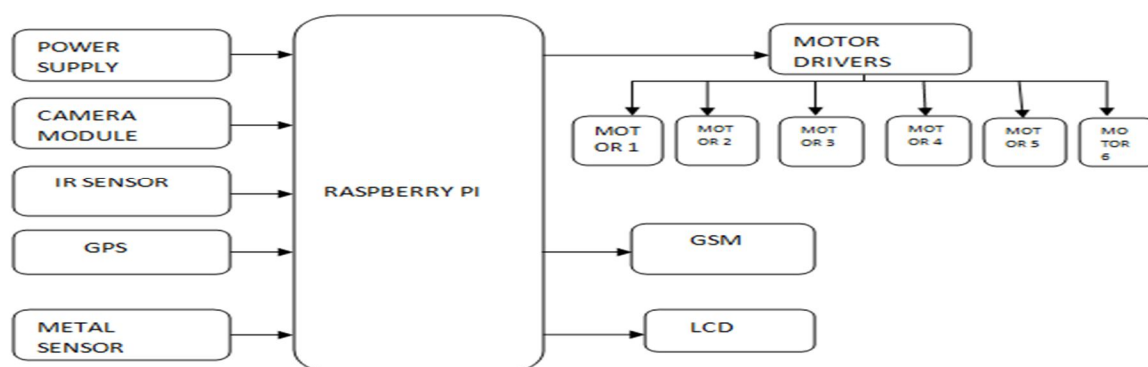 POWER
SUPPLY
CAMERA
MODULE
IR SENSOR
GPS
METAL
SENSOR
RASPBERRY PI
MOTOR
DRIVERS
MOT
OR 1
MOT
OR 2
MOT
OR 3
MOT
OR 4
MOT
OR 5
MO
TOR
6
GSM
LCD